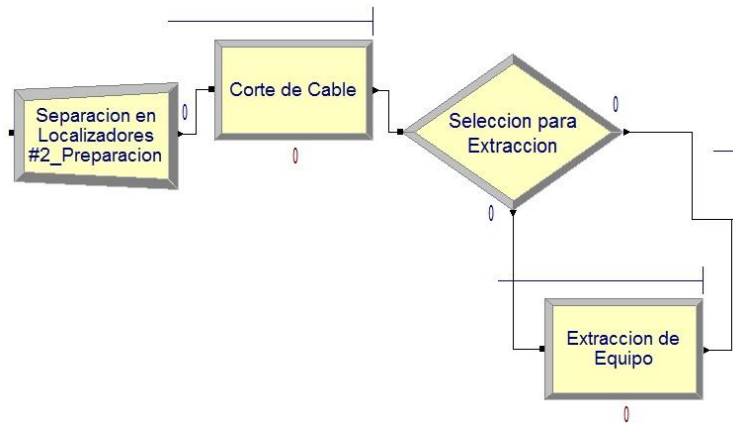 Separacion en
Localizadores
#2_Preparacion
0
Corte de Cable
0
Seleccion para
Extraccion
0
0
Extraccion de
Equipo
0